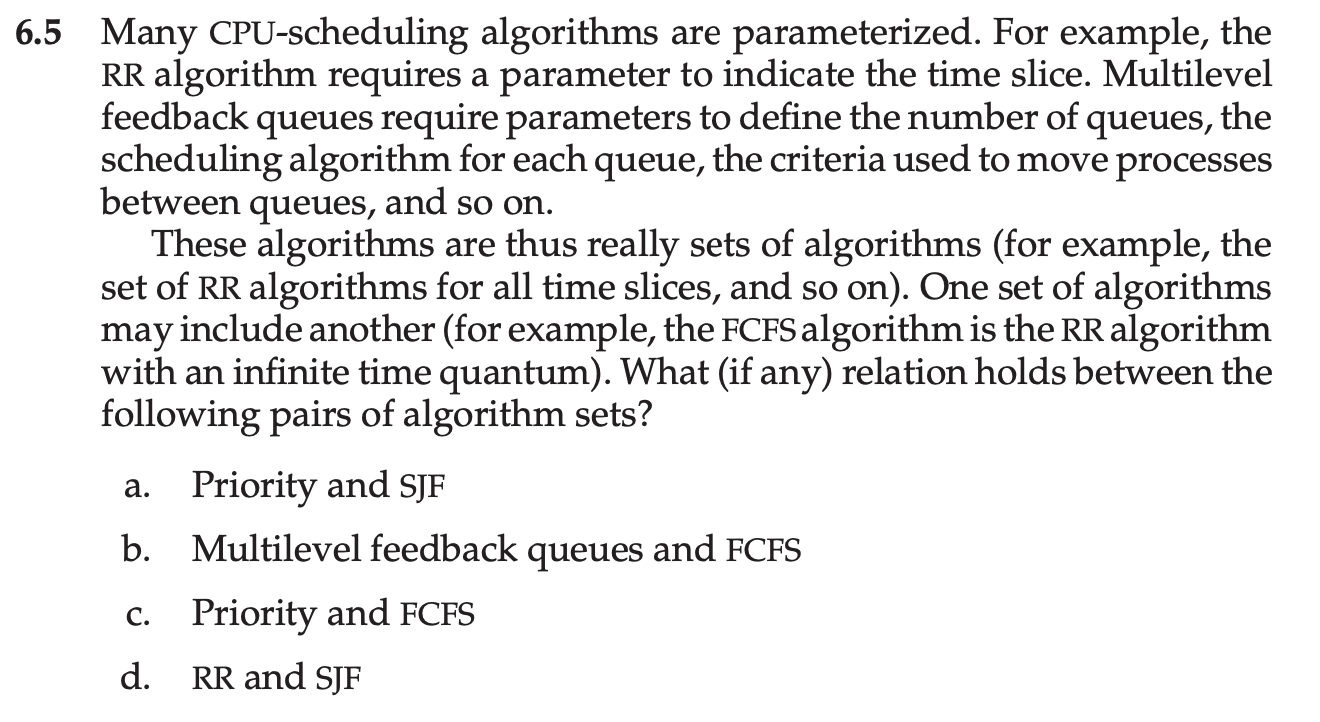 6.5 Many CPU-scheduling algorithms are parameterized. For example, the
RR algorithm requires a parameter to indicate the time slice. Multilevel
feedback queues require parameters to define the number of queues, the
scheduling algorithm for each queue, the criteria used to move processes
between queues, and so on.
These algorithms are thus really sets of algorithms (for example, the
set of RR algorithms for all time slices, and so on). One set of algorithms
may include another (for example, the FCFS algorithm is the RR algorithm
with an infinite time quantum). What (if any) relation holds between the
following pairs of algorithm sets?
a. Priority and SJF
b. Multilevel feedback queues and FCFS
c. Priority and FCFS
d. RR and SJF